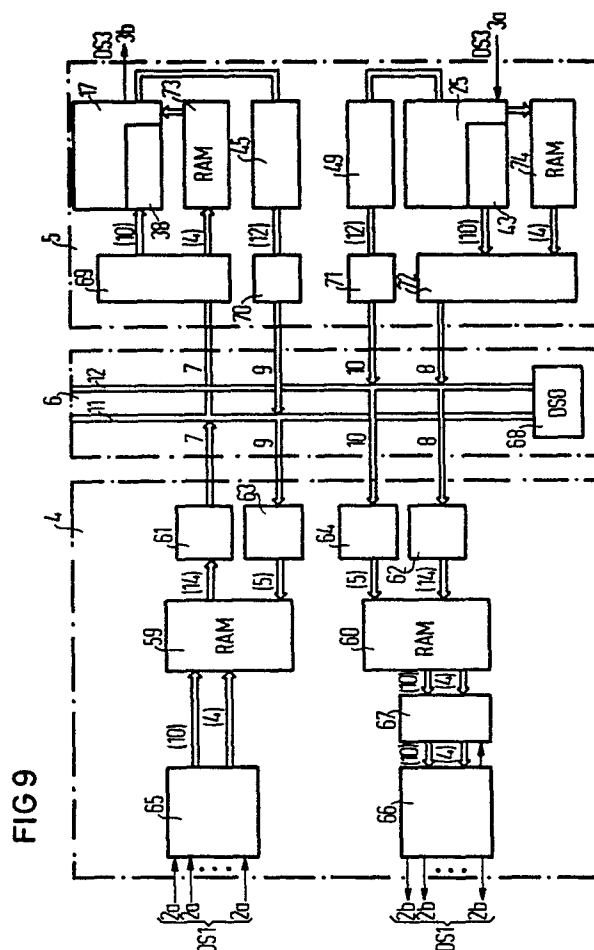 FIG 9
DS3
3b
17
38
73
RAM
45
49
25
43
DS3
3a
74
RAM
5
(10)
(4)
(12)
(12)
(10)
(4)
69
70
71
72
7
9
10
8
6
12
11
68
DSO
7
9
10
8
4
61
63
64
62
(14)
(5)
(5)
(14)
59
RAM
60
RAM
(10)
(4)
(10)
(4)
67
(10)
(4)
65
66
2a
2a
2a
DS1
2b
2b
2b
DS1